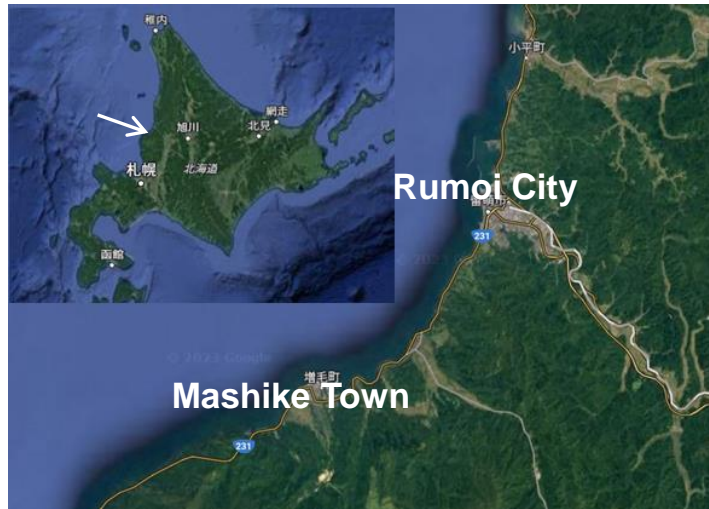 稚内
網走
旭川
北見
札幌
北海道
函館
小平町
Rumoi City
留萌市
231
© 2023 Google
増毛町
Mashike Town
231